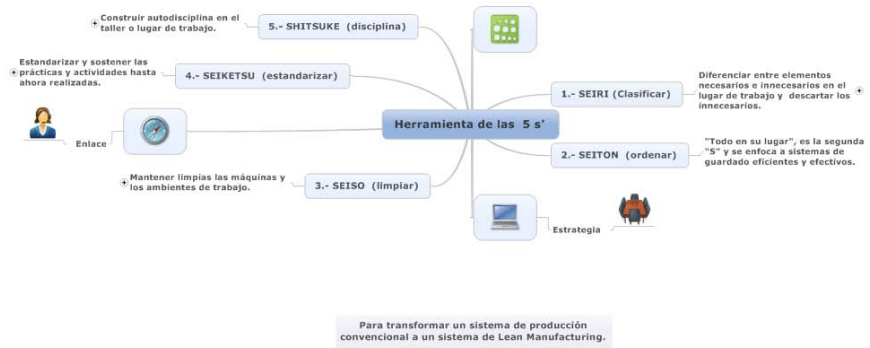 Construir autodisciplina en el
taller o lugar de trabajo.
5.- SHITSUKE (disciplina)
Estandarizar y sostener las
prácticas y actividades hasta
ahora realizadas.
4.- SEIKETSU (estandarizar)
Enlace
Mantener limpias las máquinas y
los ambientes de trabajo.
3.- SEISO (limpiar)
Herramienta de las 5 s’
1.- SEIRI (Clasificar)
Diferenciar entre elementos
necesarios e innecesarios en el
lugar de trabajo y descartar los
innecesarios.
2.- SEITON (ordenar)
"Todo en su lugar", es la segunda
"S" y se enfoca a sistemas de
guardado eficientes y efectivos.
Estrategia
Para transformar un sistema de producción
convencional a un sistema de Lean Manufacturing.